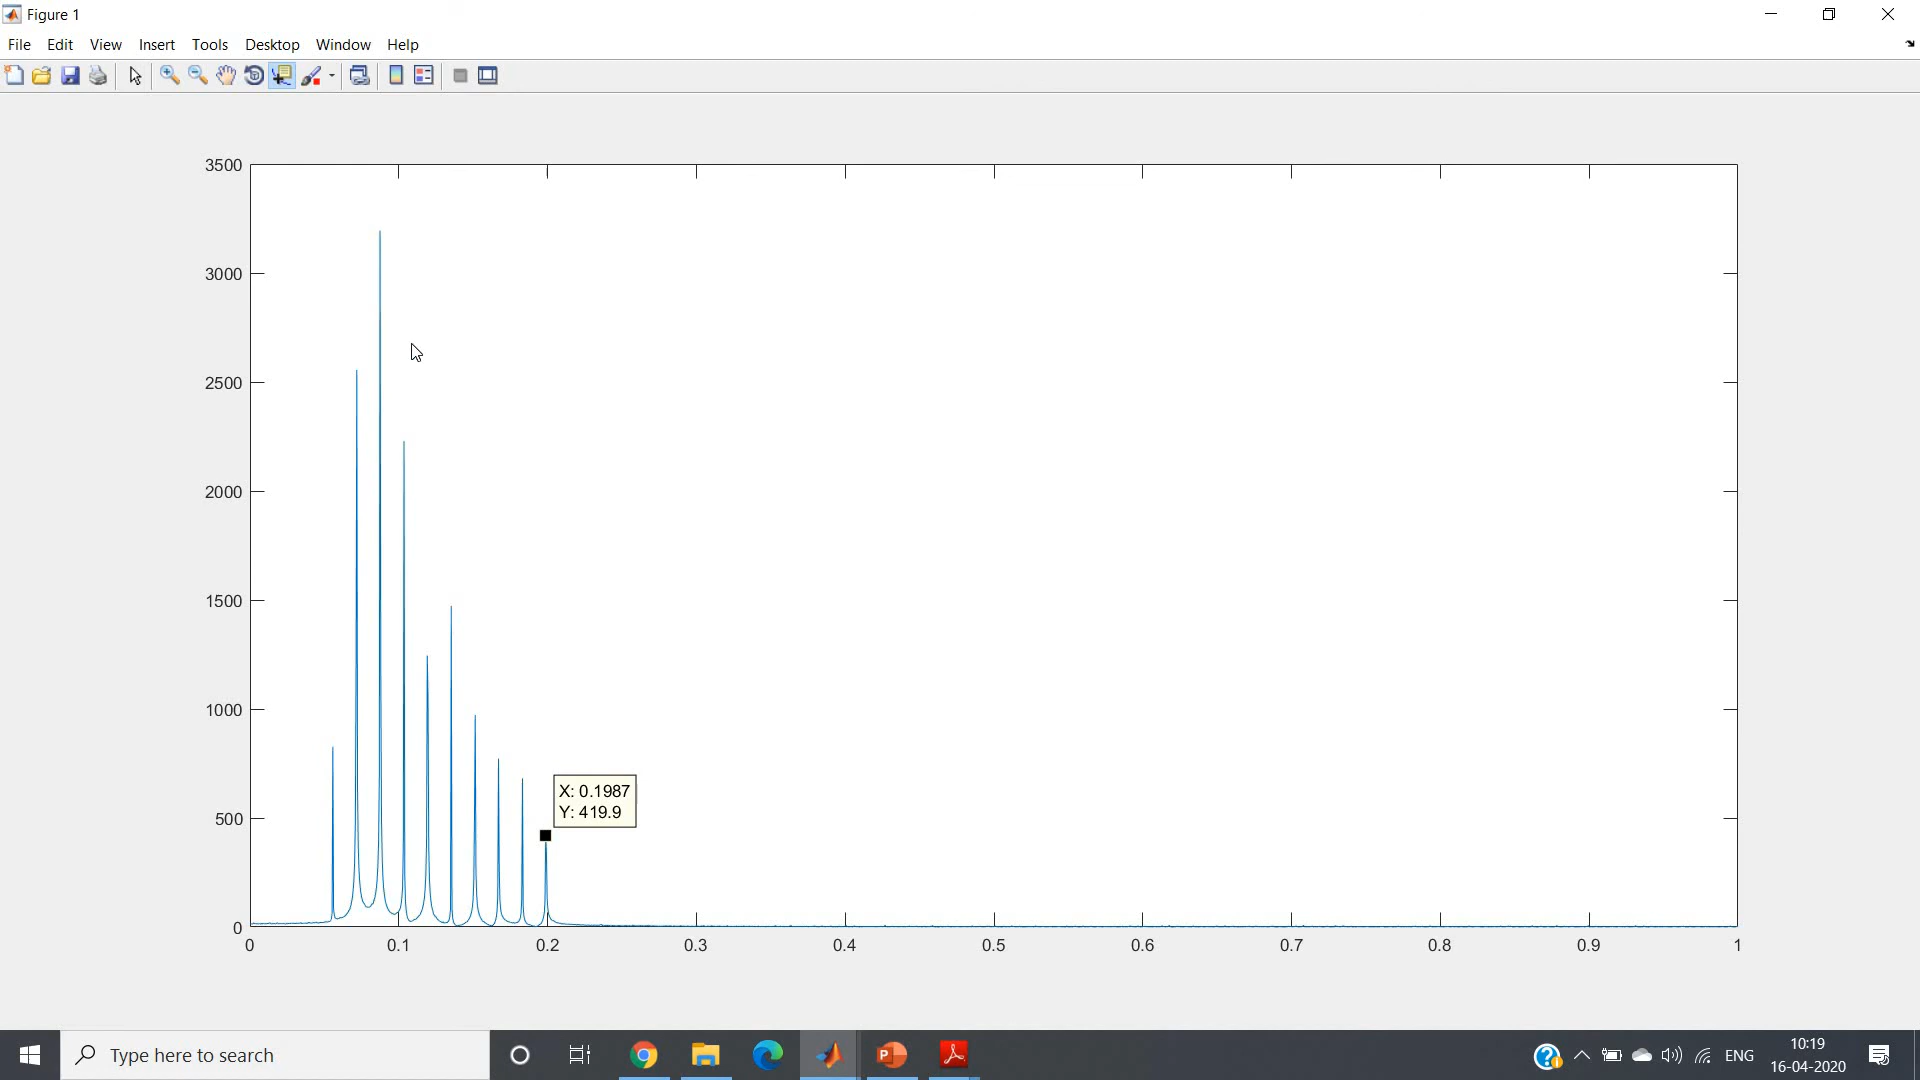 Figure 1
File Edit View Insert Tools Desktop Window Help
3500
3000
2500
2000
1500
1000
500
0
X: 0.1987
Y: 419.9
0 0.1 0.2 0.3 0.4 0.5 0.6 0.7 0.8 0.9 1
Type here to search
ENG
10:19
16-04-2020